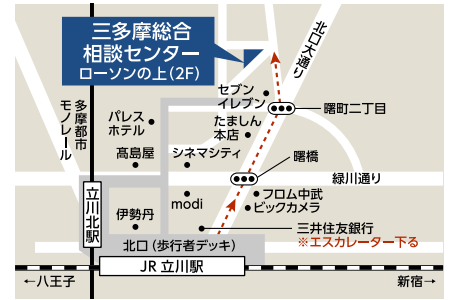 三多摩総合
相談センター
ローソンの上(2F)
北口大通り
セブン
イレブン
曙町二丁目
多摩都市
モノレール
パレス
ホテル
たましん
本店
髙島屋
シネマシティ
曙橋
緑川通り
立川北駅
modi
フロム中武
ビックカメラ
伊勢丹
三井住友銀行
※エスカレーター下る
北口(歩行者デッキ)
JR 立川駅
←八王子
新宿→